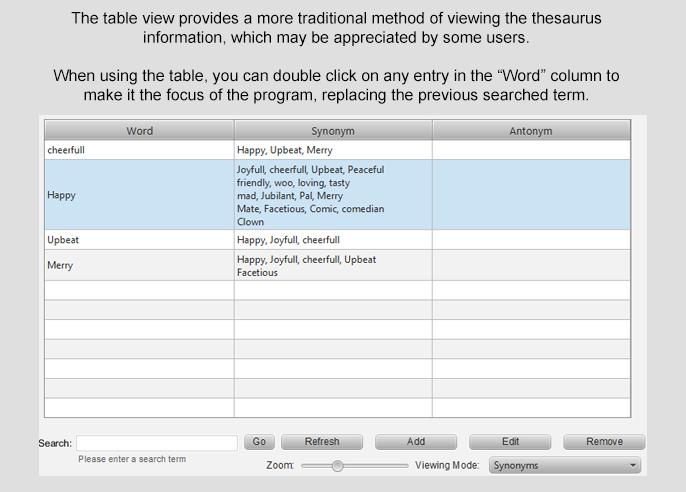 The table view provides a more traditional method of viewing the thesaurus
information, which may be appreciated by some users.
When using the table, you can double click on any entry in the “Word” column to
make it the focus of the program, replacing the previous searched term.
Word Synonym Antonym
cheerfull Happy, Upbeat, Merry
Joyfull, cheerfull, Upbeat, Peaceful
friendly, woo, loving, tasty
Happy mad, Jubilant, Pal, Merry
Mate, Facetious, Comic, comedian
Clown
Upbeat Happy, Joyfull, cheerfull
Merry Happy, Joyfull, cheerfull, Upbeat
Facetious
Search: Go Refresh Add Edit Remove
Please enter a search term
Zoom: Viewing Mode: Synonyms